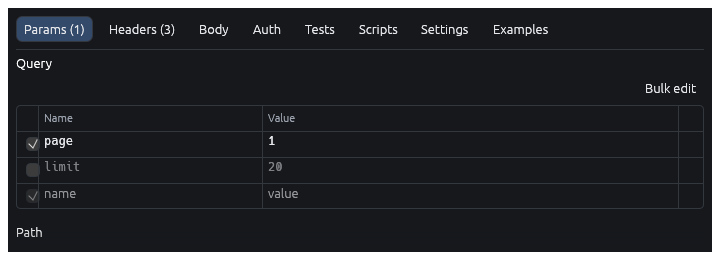 Params (1) Headers (3) Body Auth Tests Scripts Settings Examples
Query
Bulk edit
Name Value
page 1
limit 20
name value
Path